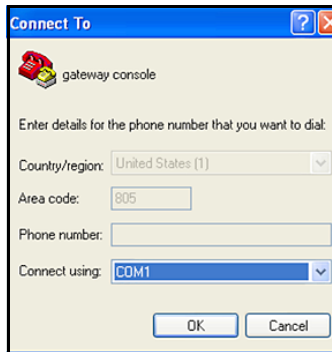 Connect To
gateway console
Enter details for the phone number that you want to dial:
Country/region: United States (1)
Area code: 805
Phone number:
Connect using: COM1
OK Cancel